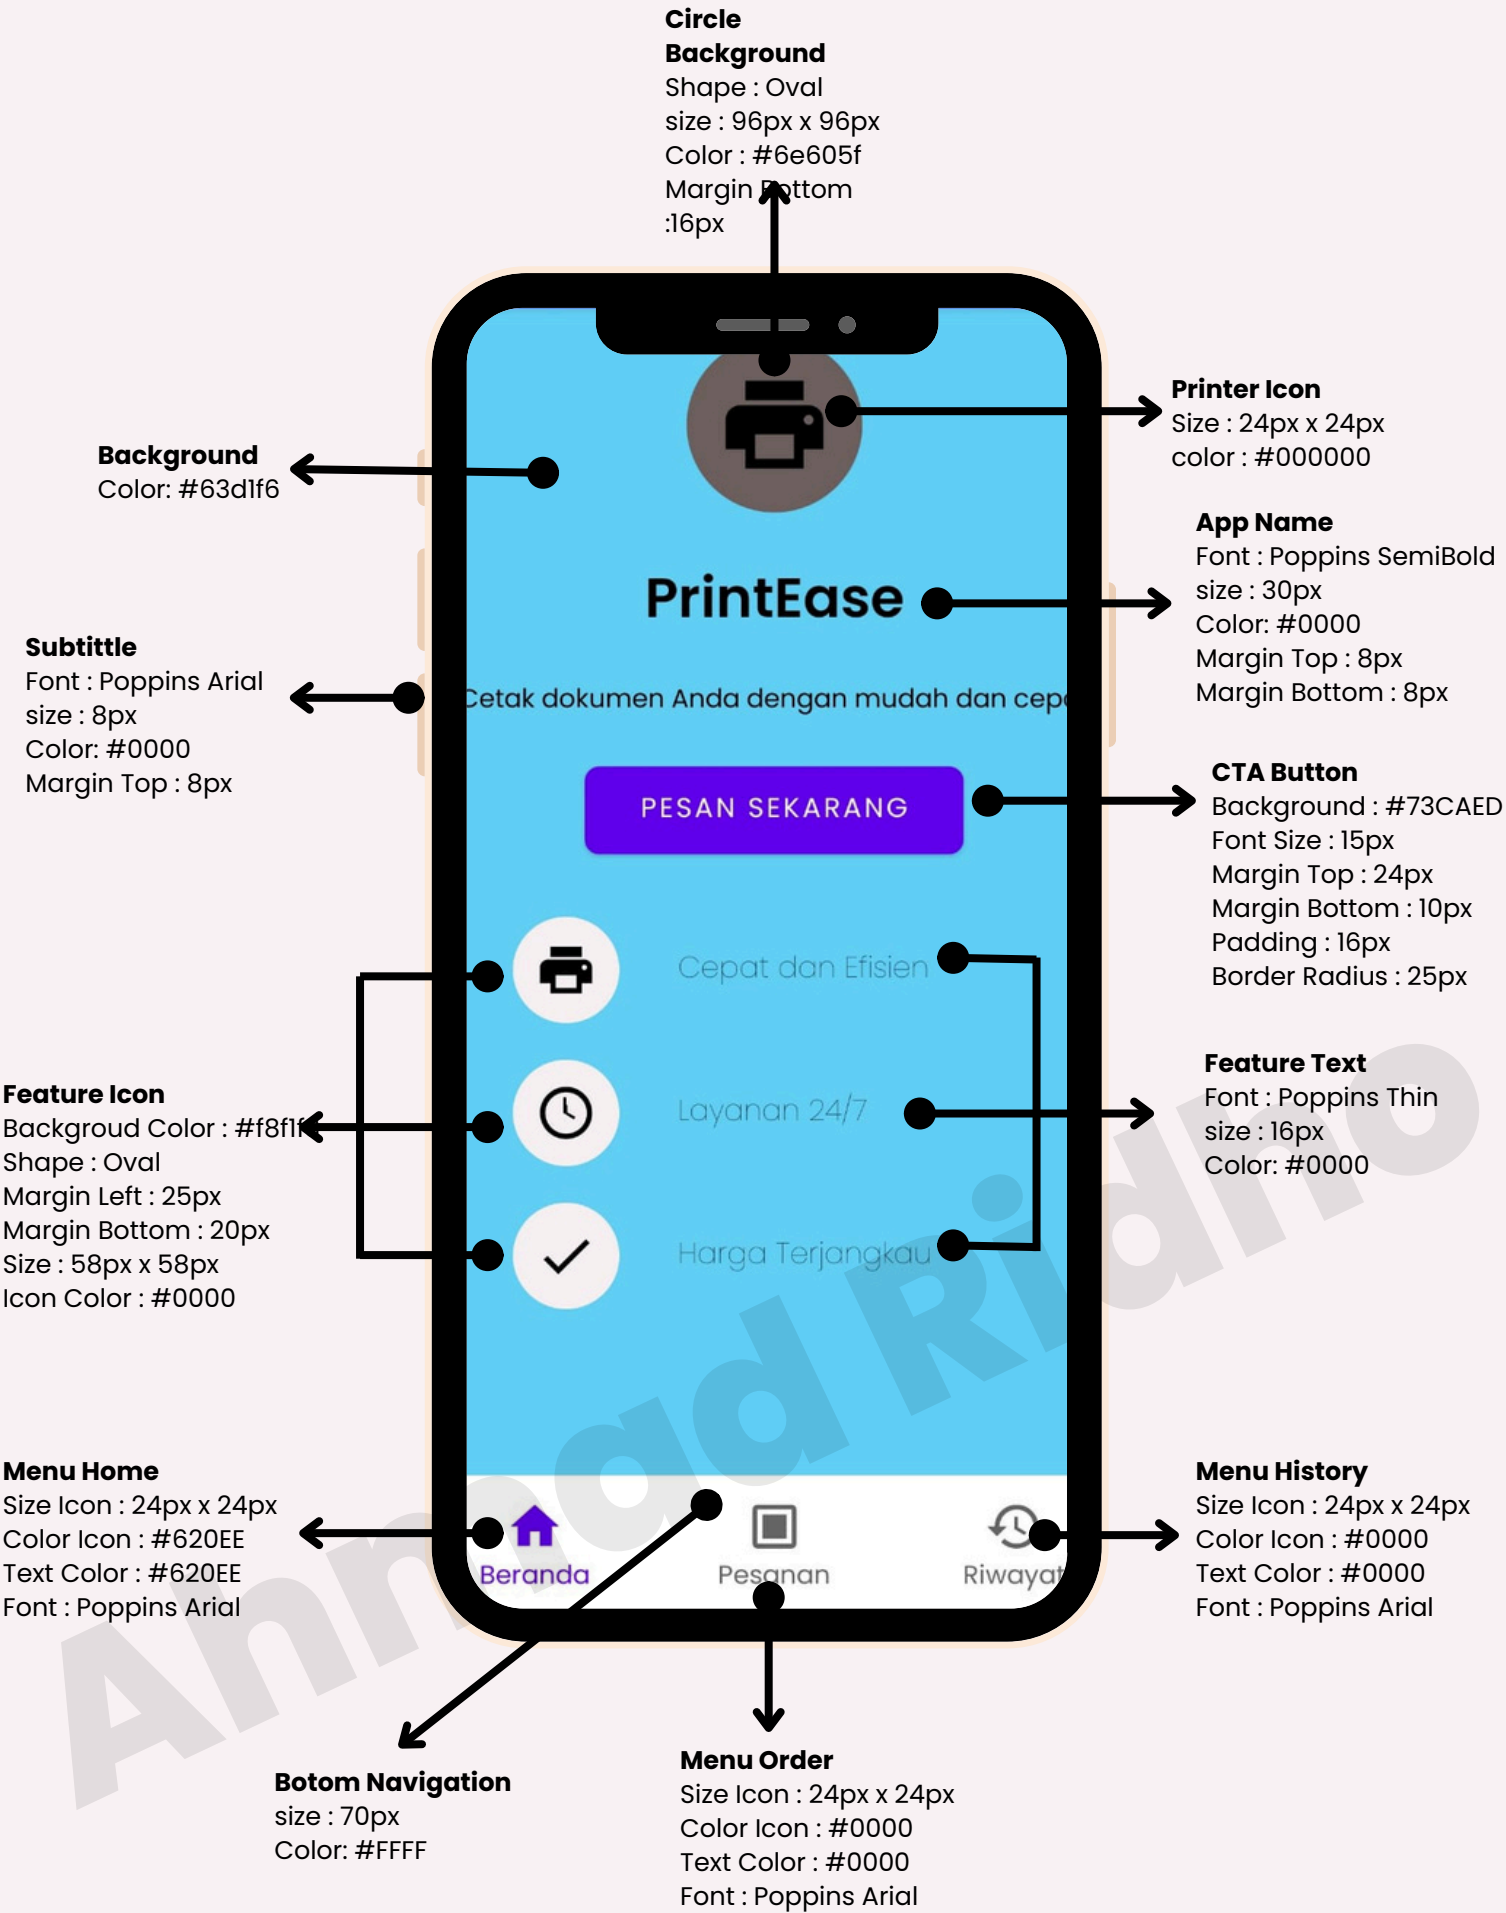 Circle
Background
Shape : Oval
size : 96px x 96px
Color : #6e605f
Margin Bottom
:16px
Printer Icon
Size : 24px x 24px
color : #000000
Background
Color: #63d1f6
App Name
Font : Poppins SemiBold
size : 30px
Color: #0000
Margin Top : 8px
Margin Bottom : 8px
PrintEase
Subtittle
Font : Poppins Arial
size : 8px
Color: #0000
Margin Top : 8px
Cetak dokumen Anda dengan mudah dan cepa
CTA Button
Background : #73CAED
Font Size : 15px
Margin Top : 24px
Margin Bottom : 10px
Padding : 16px
Border Radius : 25px
PESAN SEKARANG
Cepat dan Efisien
Layanan 24/7
Harga Terjangkau
Feature Icon
Backgroud Color : #f8f1f
Shape : Oval
Margin Left : 25px
Margin Bottom : 20px
Size : 58px x 58px
Icon Color : #0000
Feature Text
Font : Poppins Thin
size : 16px
Color: #0000
Menu Home
Size Icon : 24px x 24px
Color Icon : #620EE
Text Color : #620EE
Font : Poppins Arial
Beranda
Pesanan
Riwayat
Menu History
Size Icon : 24px x 24px
Color Icon : #0000
Text Color : #0000
Font : Poppins Arial
Botom Navigation
size : 70px
Color: #FFFF
Menu Order
Size Icon : 24px x 24px
Color Icon : #0000
Text Color : #0000
Font : Poppins Arial
Ahmad Ridho